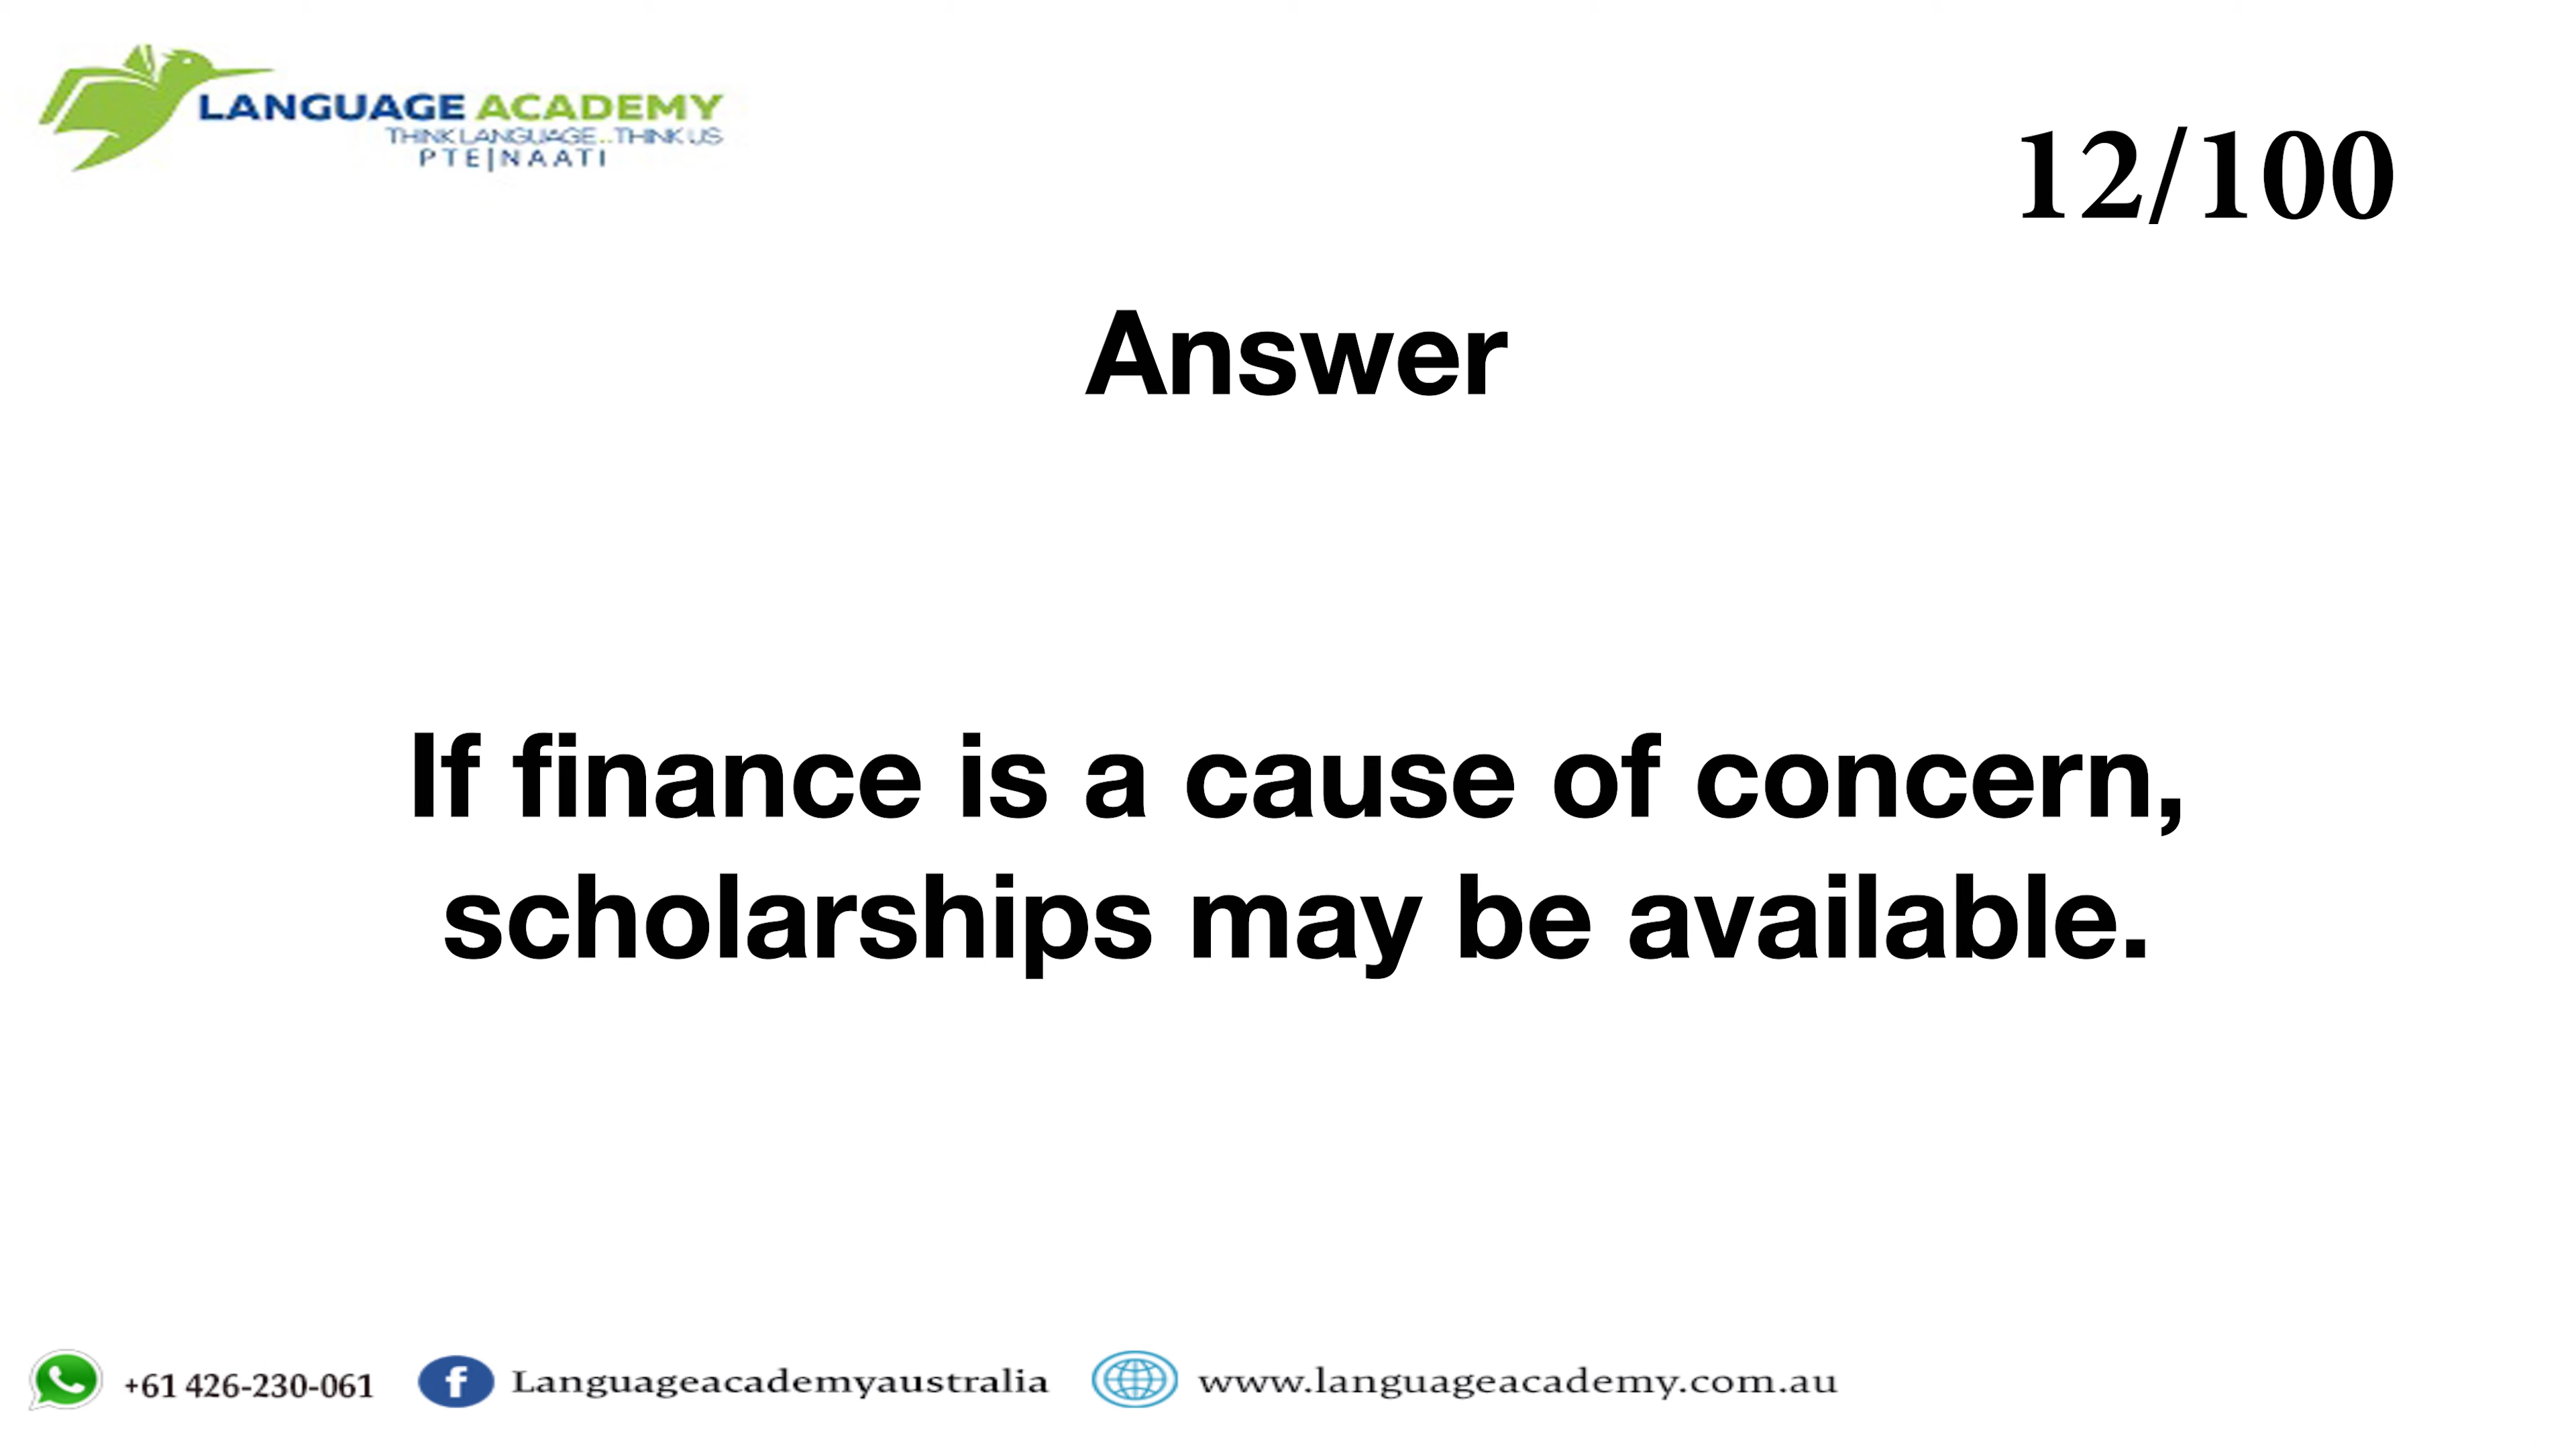 LANGUAGE ACADEMY
THINK LANGUAGE..THINK US
PTE|NAATI
12/100
Answer
If finance is a cause of concern,
scholarships may be available.
+61 426-230-061
Languageacademyaustralia
www.languageacademy.com.au